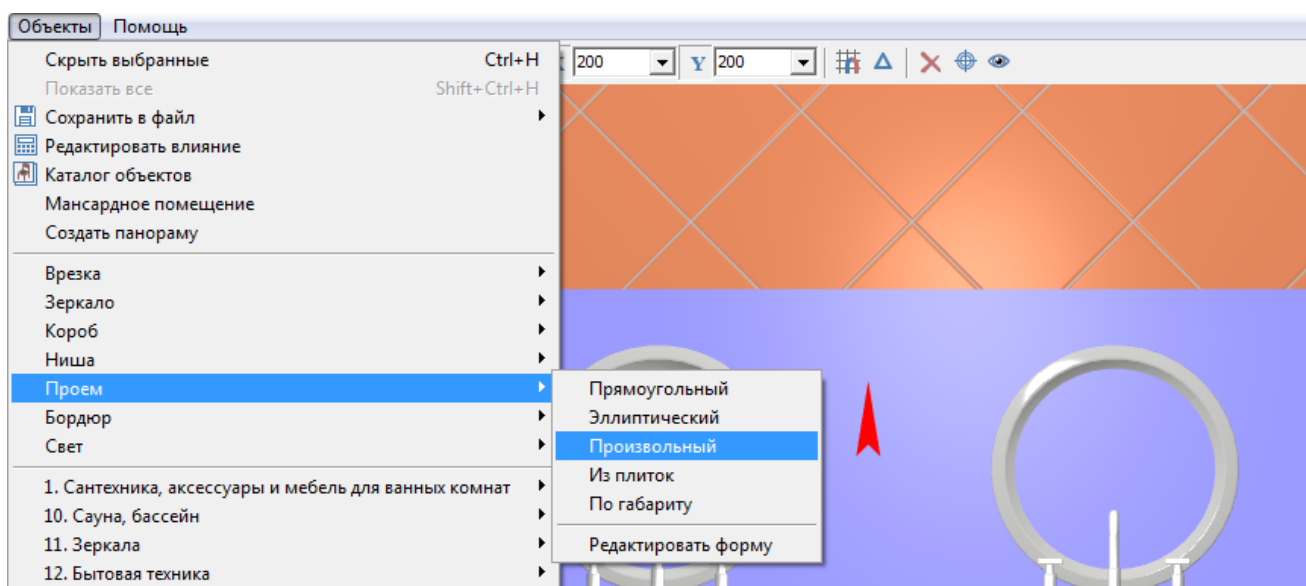 Объекты Помощь
Скрыть выбранные Ctrl+H
200 Y 200
Показать все Shift+Ctrl+H
Сохранить в файл
Редактировать влияние
Каталог объектов
Мансардное помещение
Создать панораму
Врезка
Зеркало
Короб
Ниша
Проем
Бордюр
Свет
1. Сантехника, аксессуары и мебель для ванных комнат
10. Сауна, бассейн
11. Зеркала
12. Бытовая техника
Прямоугольный
Эллиптический
Произвольный
Из плиток
По габариту
Редактировать форму